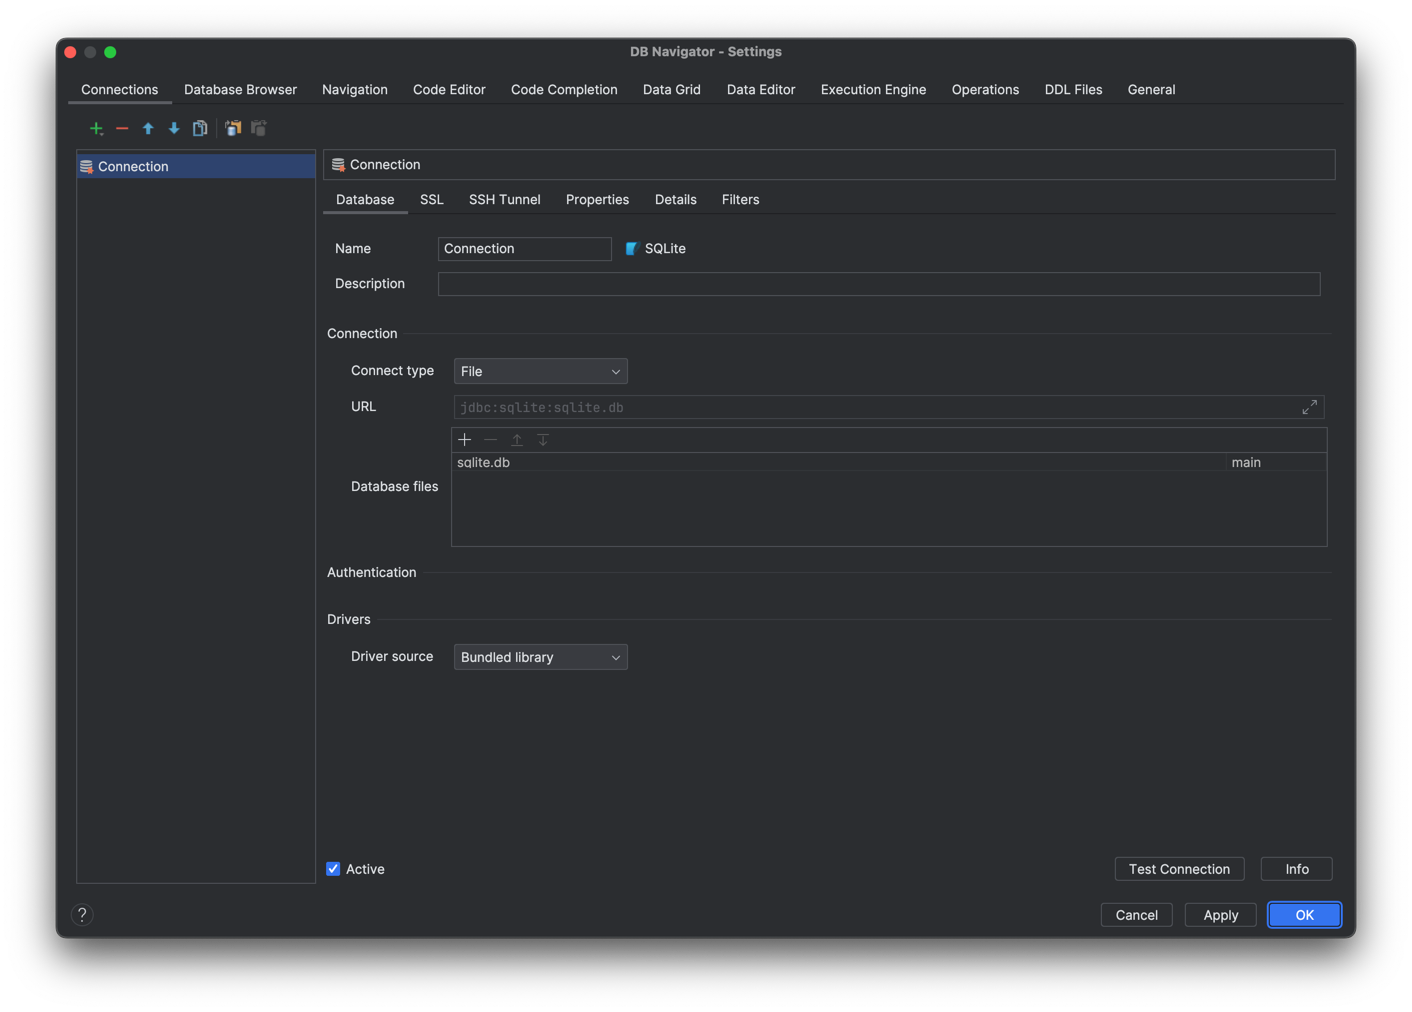 DB Navigator - Settings
Connections Database Browser Navigation Code Editor Code Completion Data Grid Data Editor Execution Engine Operations DDL Files General
Connection
Connection
Database SSL SSH Tunnel Properties Details Filters
Name Connection SQLite
Description
Connection
Connect type File
URL jdbc:sqlite:sqlite.db
sqlite.db main
Database files
Authentication
Drivers
Driver source Bundled library
Active Test Connection Info
? Cancel Apply OK